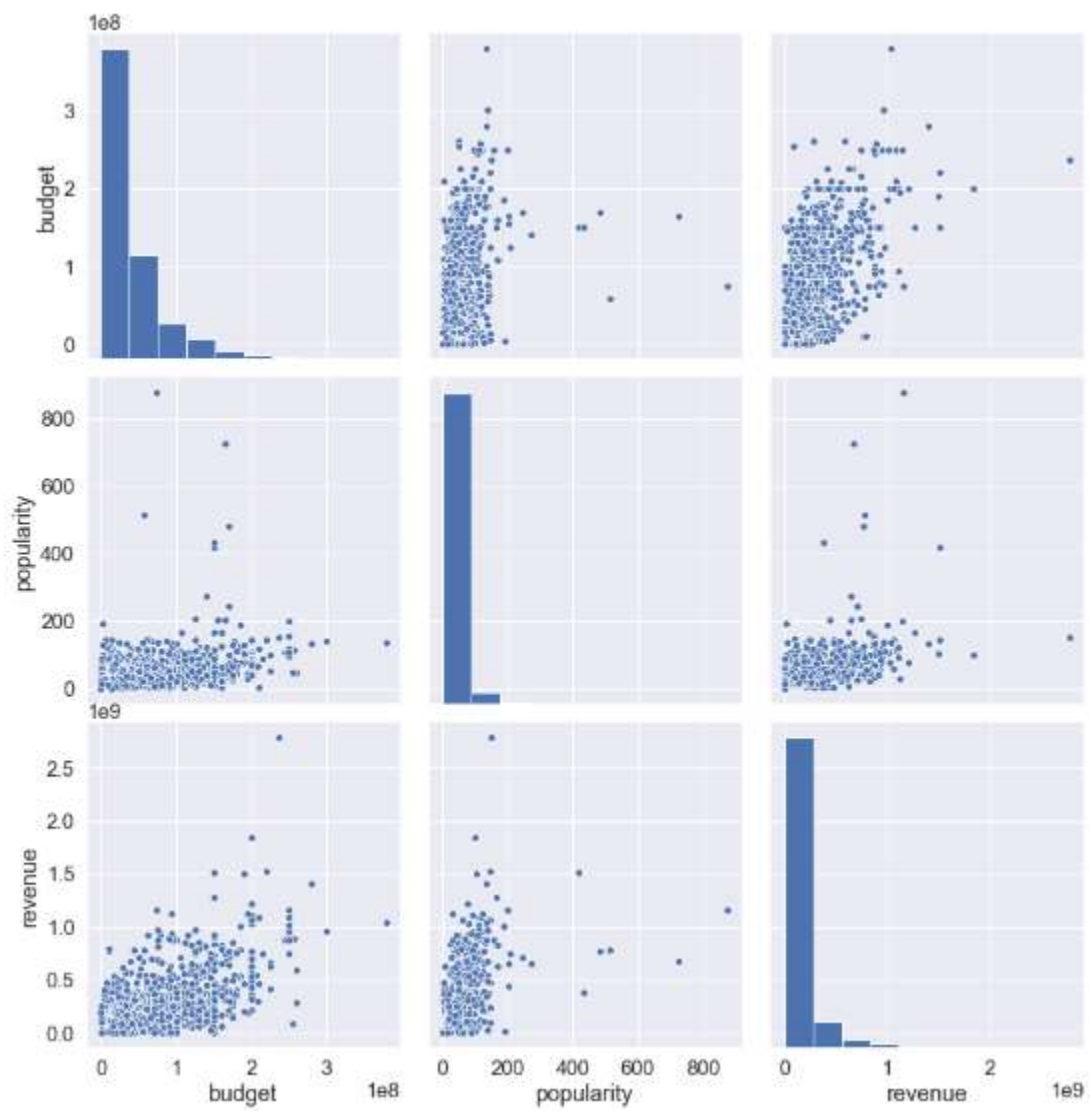 1e8
3
2
1
0
budget
800
600
400
200
0
popularity
1e9
2.5
2.0
1.5
1.0
0.5
0.0
revenue
0 1 2 3 0 200 400 600 800 0 1 2
1e8 1e9
budget popularity revenue